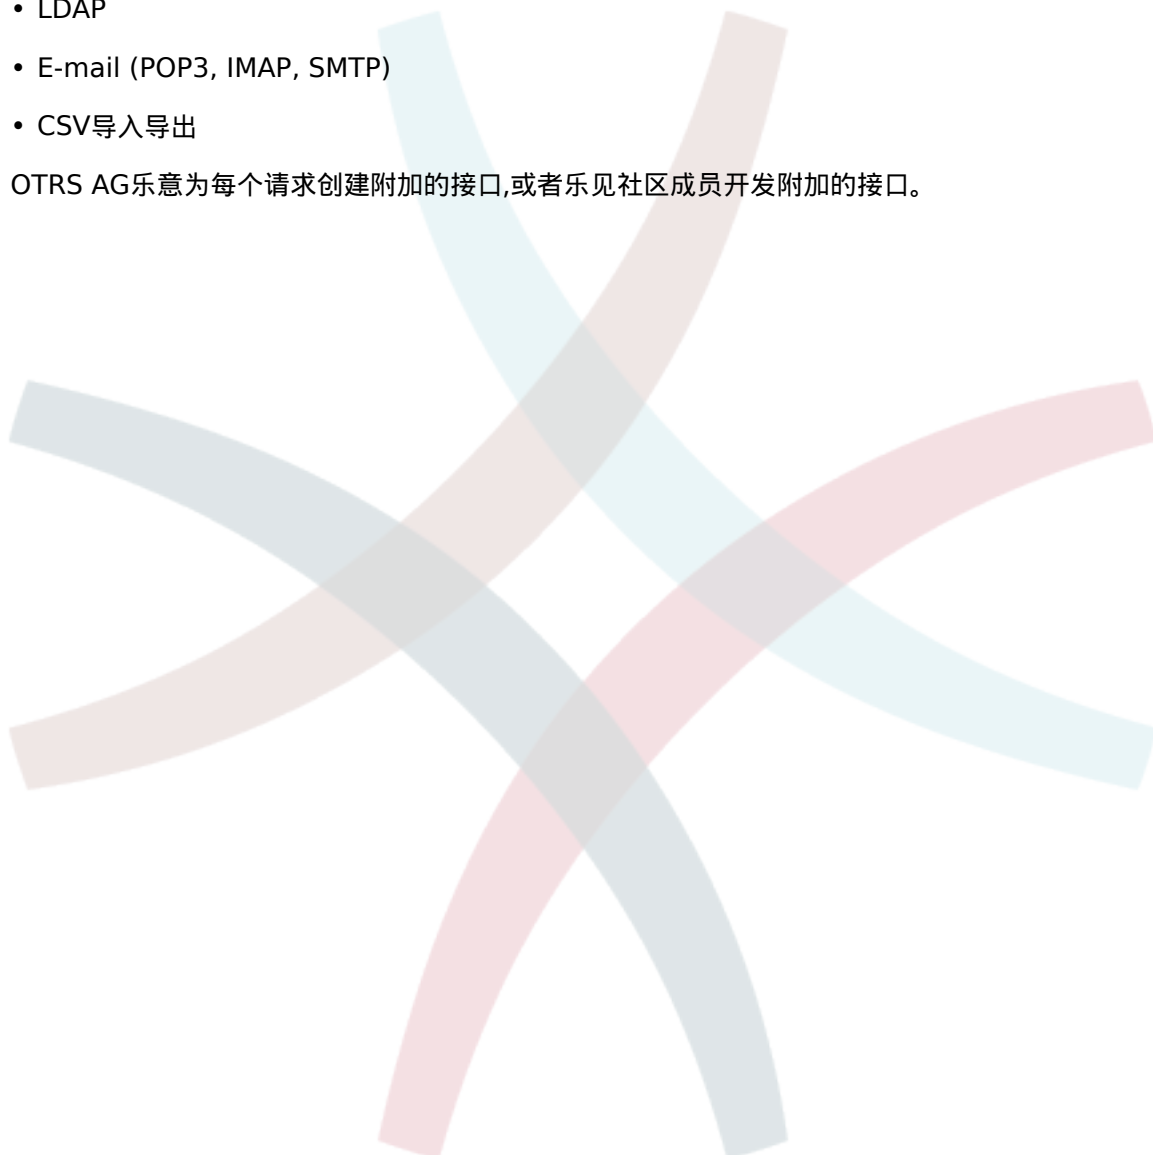 • LDAP
• E-mail (POP3, IMAP, SMTP)
• CSV导入导出
OTRS AG乐意为每个请求创建附加的接口,或者乐见社区成员开发附加的接口。